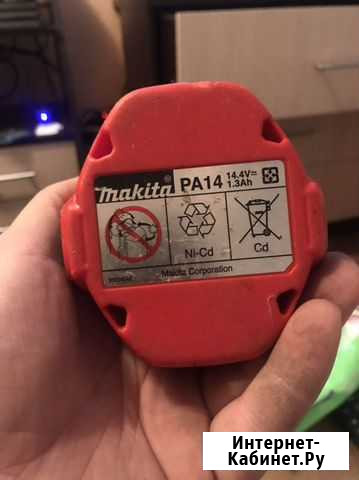 makita PA14 14.4V 1.3Ah
Ni-Cd
Cd
Makita Corporation
Интернет-
Кабинет.Ру